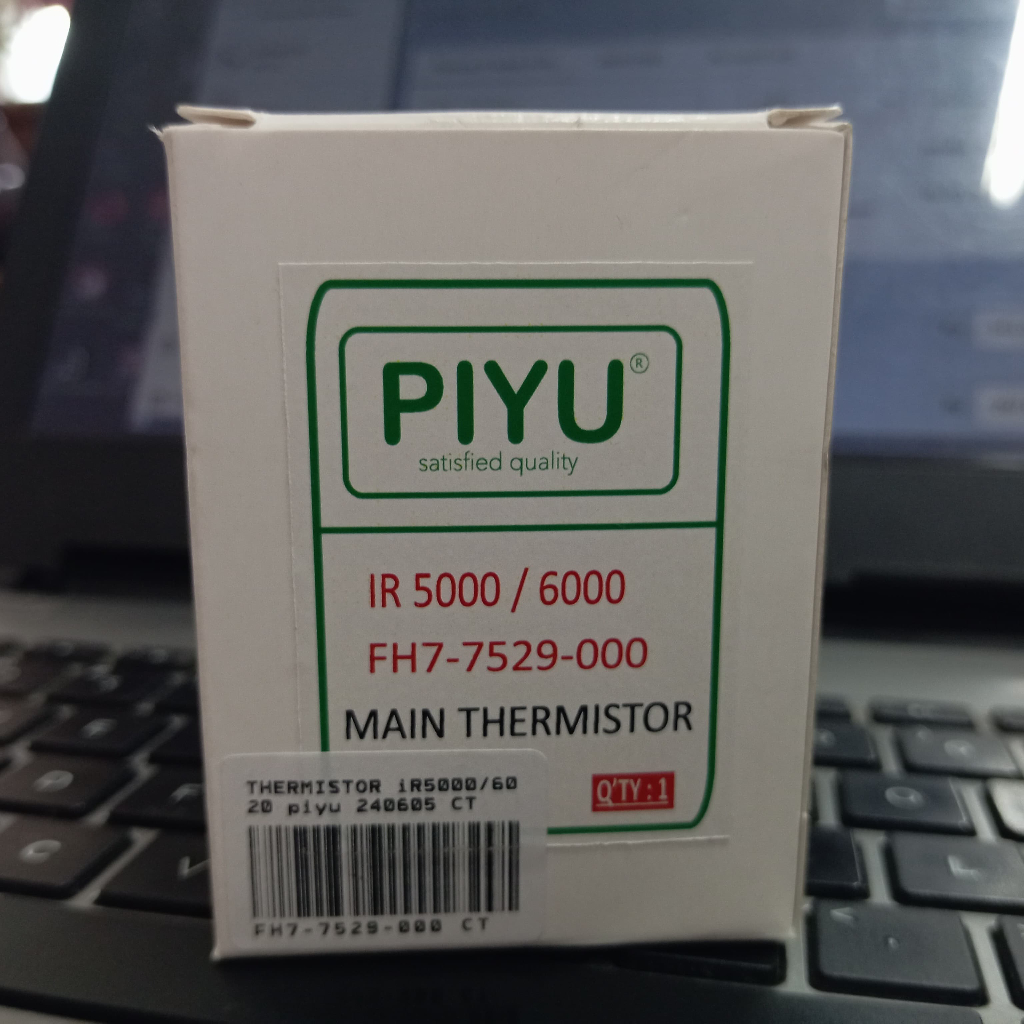 PIYU®
satisfied quality
IR 5000 / 6000
FH7-7529-000
MAIN THERMISTOR
Q'TY : 1
THERMISTOR iR5000/60
20 piyu 240605 CT
FH7-7529-000 CT
P
C
V
O
L